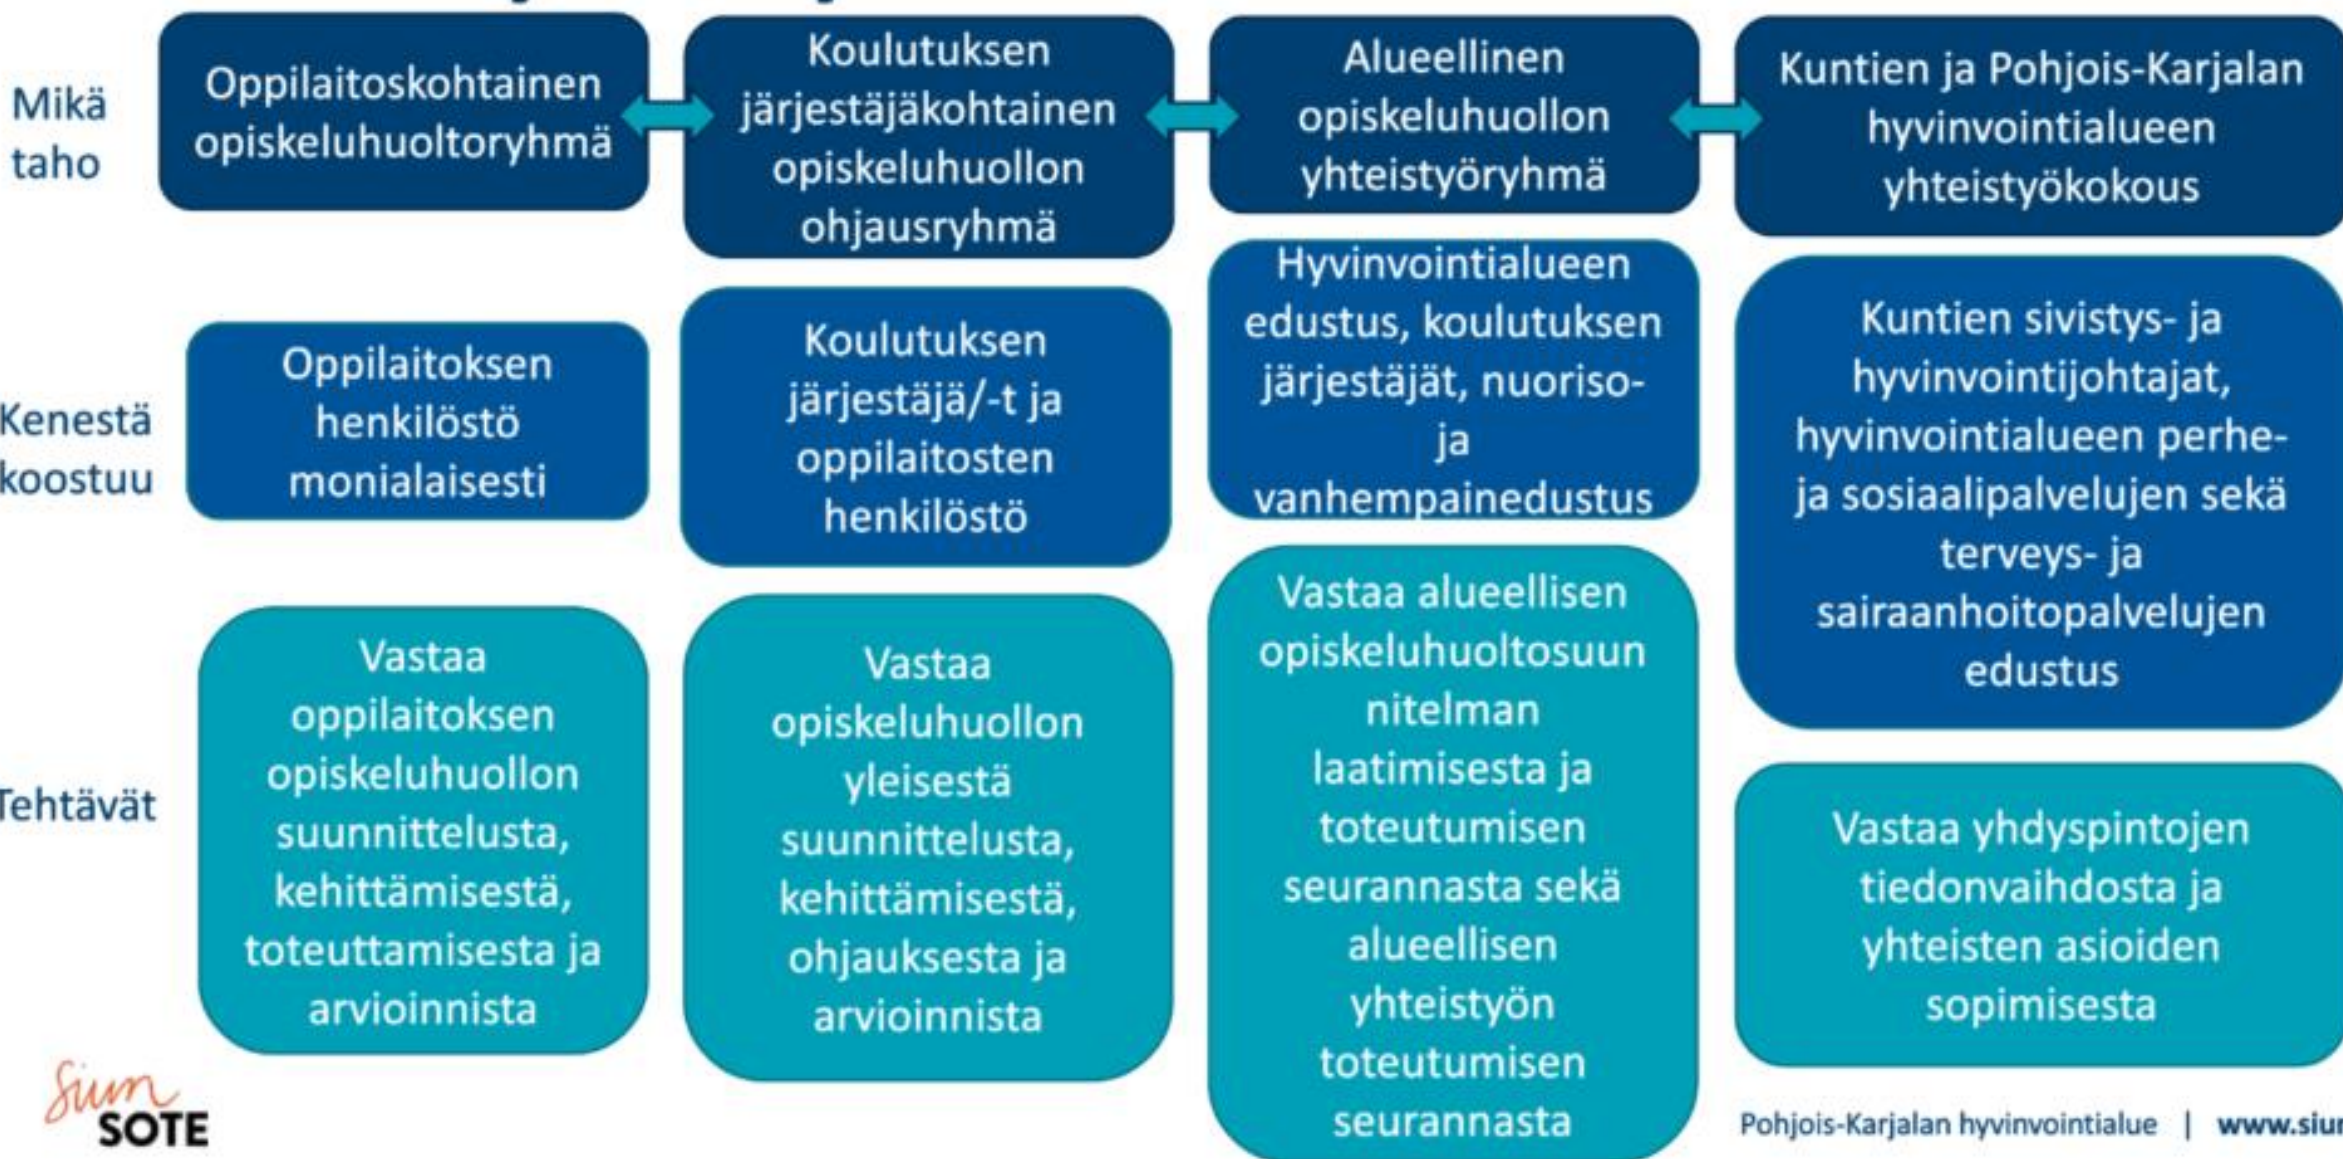 Mikä
taho
Oppilaitoskohtainen
opiskeluhuoltoryhmä
Koulutuksen
järjestäjäkohtainen
opiskeluhuollon
ohjausryhmä
Alueellinen
opiskeluhuollon
yhteistyöryhmä
Kuntien ja Pohjois-Karjalan
hyvinvointialueen
yhteistyökokous
Kenestä
koostuu
Oppilaitoksen
henkilöstö
monialaisesti
Koulutuksen
järjestäjä/-t ja
oppilaitosten
henkilöstö
Hyvinvointialueen
edustus, koulutuksen
järjestäjät, nuoriso-
ja
vanhempainedustus
Kuntien sivistys- ja
hyvinvointijohtajat,
hyvinvointialueen perhe-
ja sosiaalipalvelujen sekä
terveys- ja
sairaanhoitopalvelujen
edustus
Tehtävät
Vastaa
oppilaitoksen
opiskeluhuollon
suunnittelusta,
kehittämisestä,
toteuttamisesta ja
arvioinnista
Vastaa
opiskeluhuollon
yleisestä
suunnittelusta,
kehittämisestä,
ohjauksesta ja
arvioinnista
Vastaa alueellisen
opiskeluhuoltosuun
nitelman
laatimisesta ja
toteutumisen
seurannasta sekä
alueellisen
yhteistyön
toteutumisen
seurannasta
Vastaa yhdyspintojen
tiedonvaihdosta ja
yhteisten asioiden
sopimisesta
Siun
SOTE
Pohjois-Karjalan hyvinvointialue | www.siun